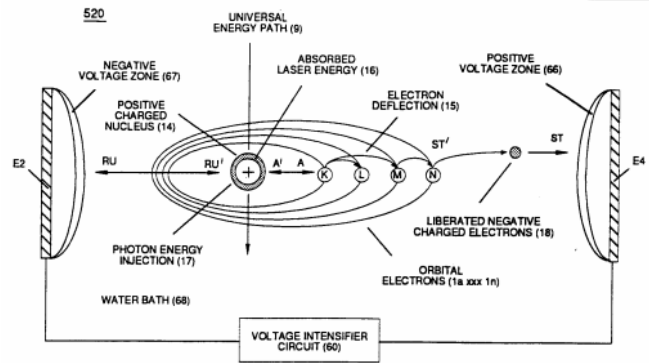 520
UNIVERSAL
ENERGY PATH (9)
NEGATIVE
VOLTAGE ZONE (67)
ABSORBED
LASER ENERGY (16)
POSITIVE
VOLTAGE ZONE (66)
POSITIVE
CHARGED
NUCLEUS (14)
ELECTRON
DEFLECTION (15)
E2
RU
RU'
+
A'
A
K
L
M
N
ST'
ST
E4
LIBERATED NEGATIVE
CHARGED ELECTRONS (18)
PHOTON ENERGY
INJECTION (17)
ORBITAL
ELECTRONS (1a xxx 1n)
WATER BATH (68)
VOLTAGE INTENSIFIER
CIRCUIT (60)